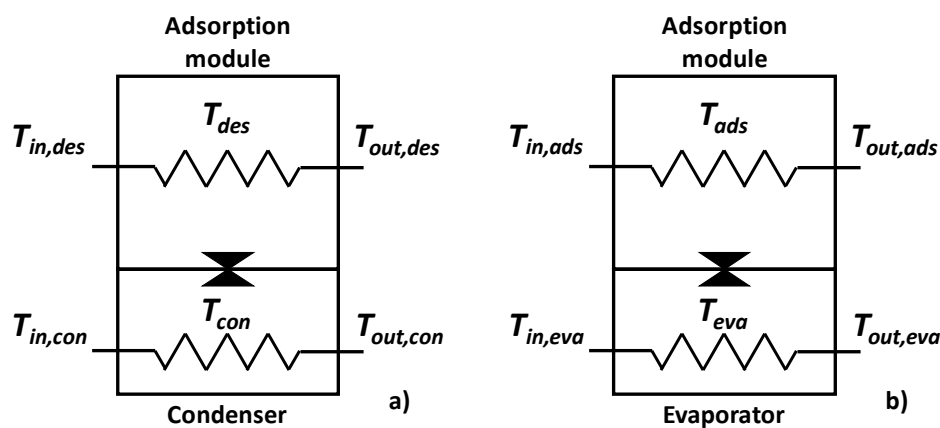 Adsorption
module
T_des
T_in,des
T_out,des
T_con
T_in,con
T_out,con
Condenser
a)
Adsorption
module
T_ads
T_in,ads
T_out,ads
T_eva
T_in,eva
T_out,eva
Evaporator
b)